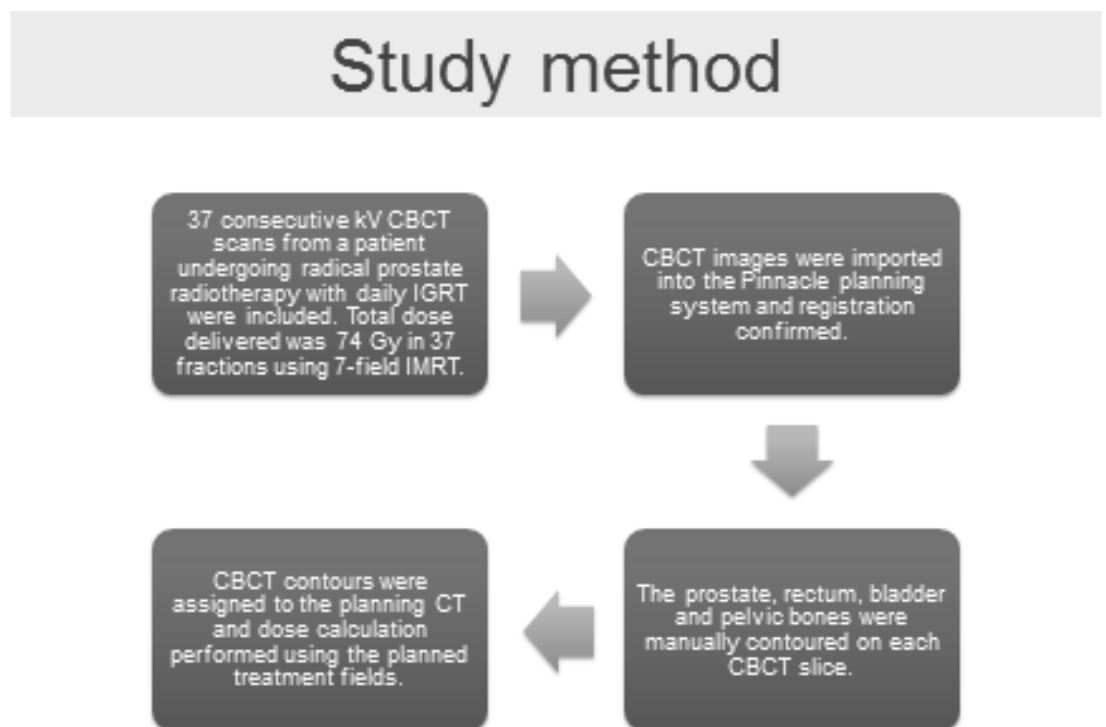 Study method
37 consecutive kV CBCT
scans from a patient
undergoing radical prostate
radiotherapy with daily IGRT
were included. Total dose
delivered was 74 Gy in 37
fractions using 7-field IMRT.
CBCT images were imported
into the Pinnacle planning
system and registration
confirmed.
The prostate, rectum, bladder
and pelvic bones were
manually contoured on each
CBCT slice.
CBCT contours were
assigned to the planning CT
and dose calculation
performed using the planned
treatment fields.